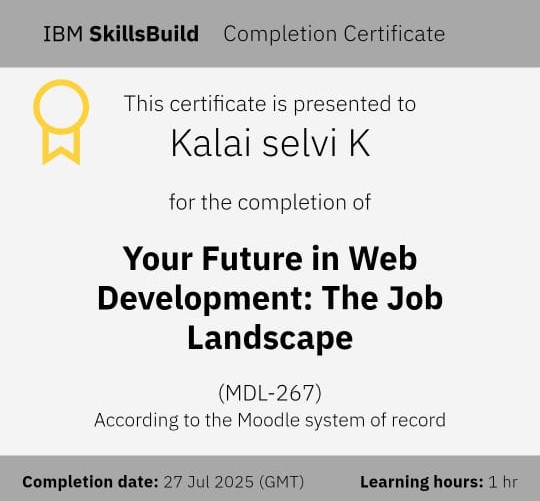 IBM SkillsBuild Completion Certificate
This certificate is presented to
Kalai selvi K
for the completion of
Your Future in Web
Development: The Job
Landscape
(MDL-267)
According to the Moodle system of record
Completion date: 27 Jul 2025 (GMT) Learning hours: 1 hr